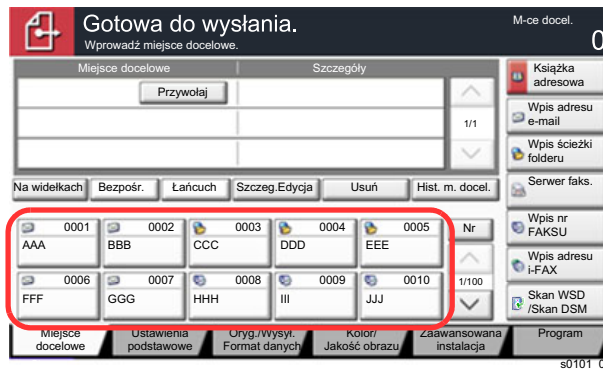 Gotowa do wysłania.
Wprowadź miejsce docelowe.
M-ce docel.
0
Miejsce docelowe
Szczegóły
Przywołaj
1/1
Książka
adresowa
Wpis adresu
e-mail
Wpis ścieżki
folderu
Serwer faks.
Wpis nr
FAKSU
Wpis adresu
i-FAX
Skan WSD
/Skan DSM
Na widełkach
Bezpośr.
Łańcuch
Szczeg.Edycja
Usuń
Hist. m. docel.
0001
AAA
0002
BBB
0003
CCC
0004
DDD
0005
EEE
Nr
0006
FFF
0007
GGG
0008
HHH
0009
III
0010
JJJ
1/100
Miejsce
docelowe
Ustawienia
podstawowe
Oryg./Wysył.
Format danych
Kolor/
Jakość obrazu
Zaawansowana
instalacja
Program
s0101_0